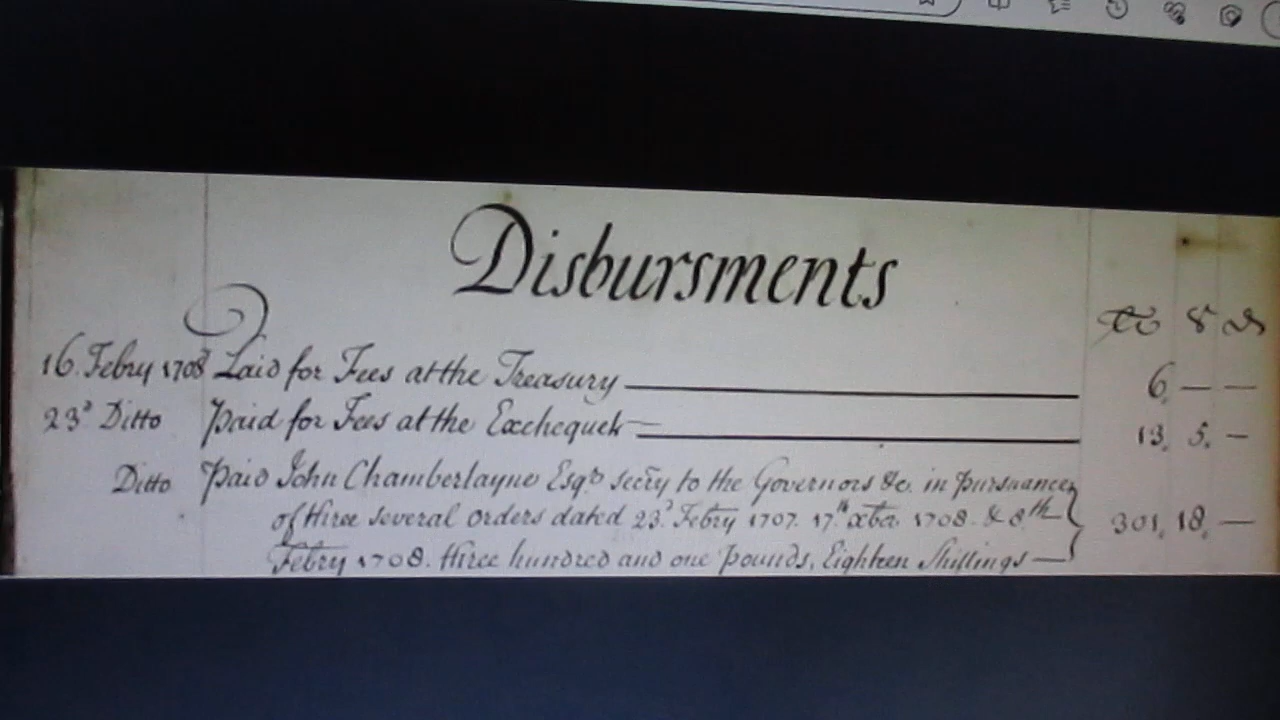 Disbursments
£ s d
16. Febry 1708 Paid for Fees at the Treasury 6. — —
23d Ditto Paid for Fees at the Exchequer 13. 5. —
Ditto Paid John Chamberlayne Esqr. secry to the Governors &c. in pursuance
of three several orders dated 23d Febry 1707. 17th xber 1708. & 8th 301. 18. —
Febry 1708. three hundred and one pounds, Eighteen Shillings —